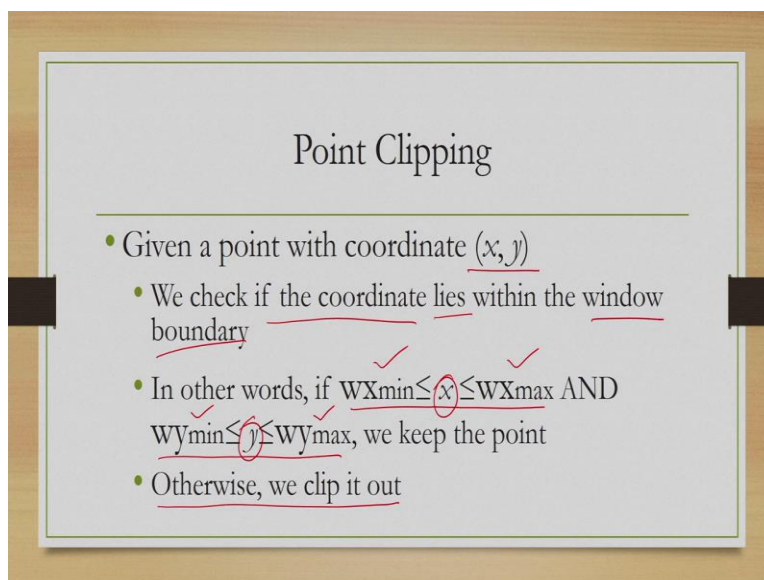 Point Clipping
• Given a point with coordinate (x, y)
• We check if the coordinate lies within the window
boundary
• In other words, if wxmin≤ x ≤wxmax AND
wymin≤ y ≤wymax, we keep the point
• Otherwise, we clip it out